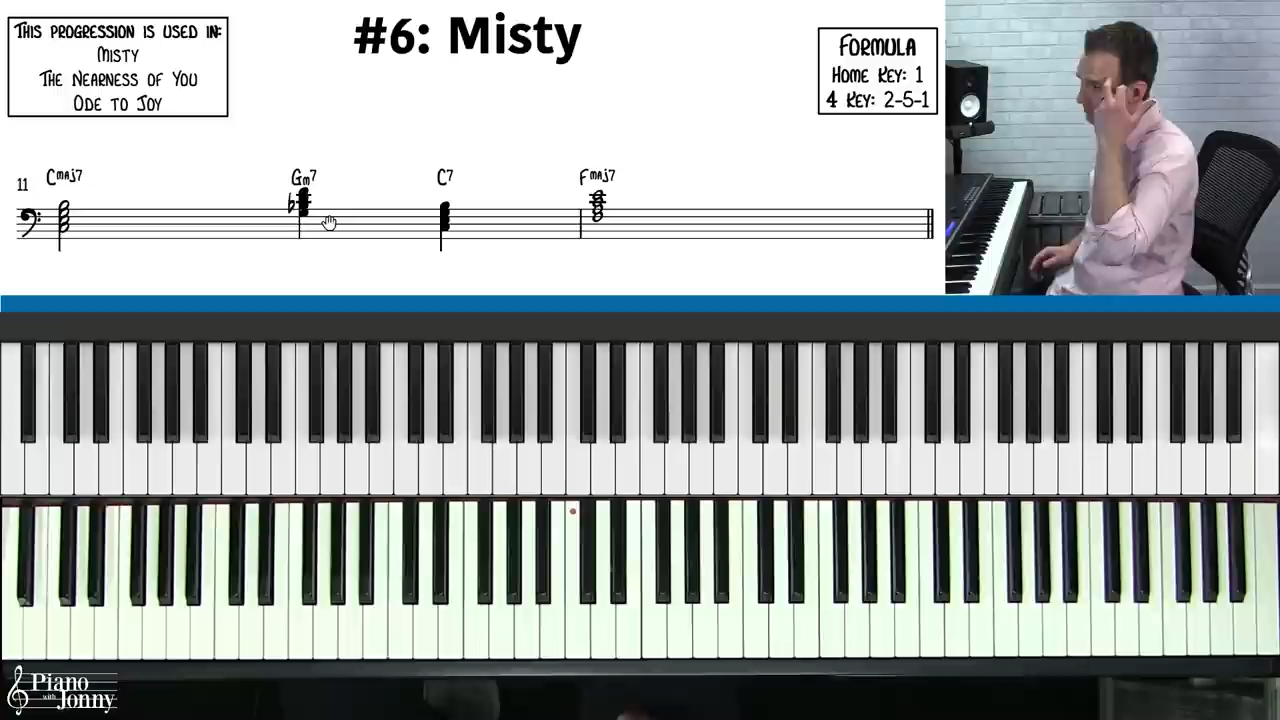 THIS PROGRESSION IS USED IN:
MISTY
THE NEARNESS OF YOU
ODE TO JOY
#6: Misty
FORMULA
HOME KEY: 1
4 KEY: 2-5-1
11
Cmaj7 Gm7 C7 Fmaj7
Piano
with
Jonny